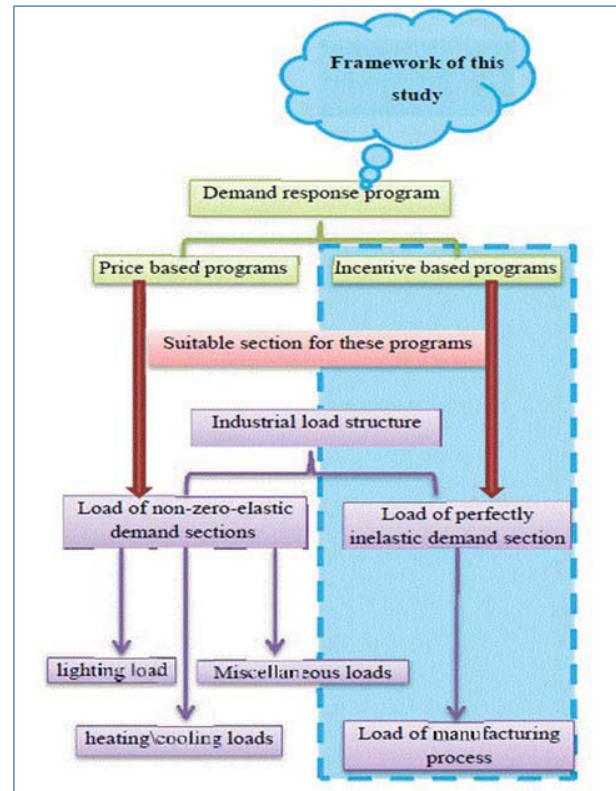 Framework of this
study
Demand response program
Price based programs
Incentive based programs
Suitable section for these programs
Industrial load structure
Load of non-zero-elastic
demand sections
Load of perfectly
inelastic demand section
lighting load
Miscellaneous loads
heating\cooling loads
Load of manufacturing
process